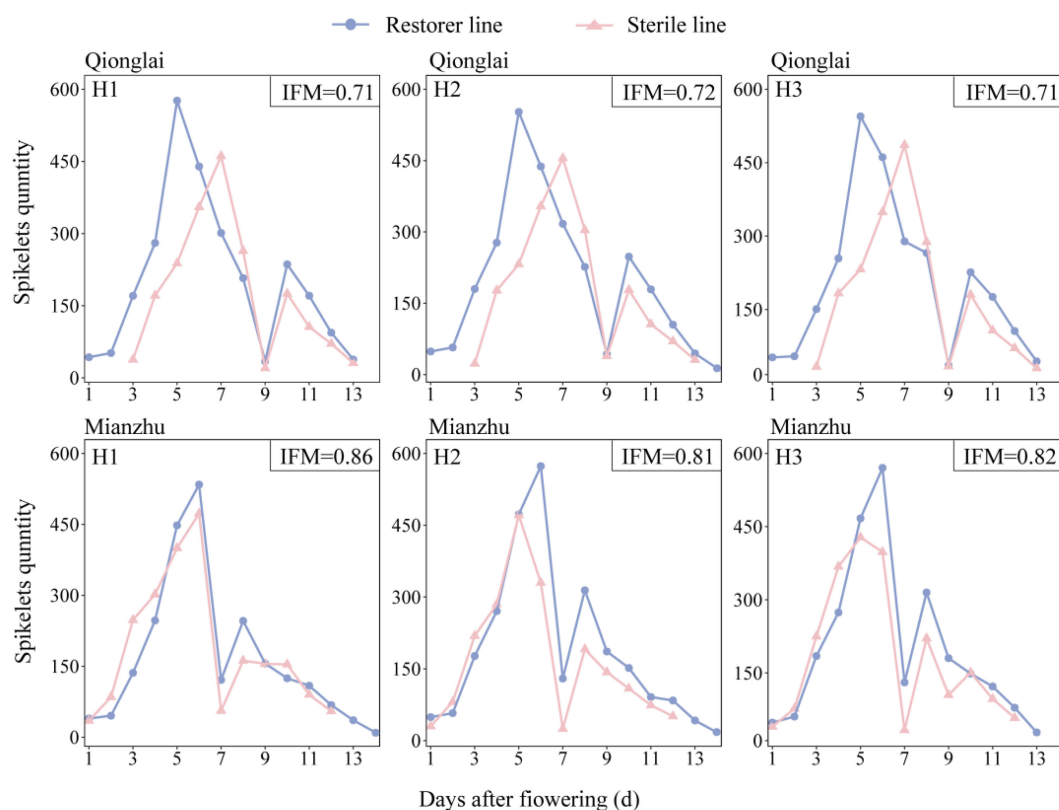 Restorer line Sterile line
Qionglai Qionglai Qionglai
H1 IFM=0.71 H2 IFM=0.72 H3 IFM=0.71
Spikelets qunntity
600 600 600
450 450 450
300 300 300
150 150 150
0 0 0
1 3 5 7 9 11 13 1 3 5 7 9 11 13 1 3 5 7 9 11 13
Mianzhu Mianzhu Mianzhu
H1 IFM=0.86 H2 IFM=0.81 H3 IFM=0.82
Spikelets qunntity
600 600 600
450 450 450
300 300 300
150 150 150
0 0 0
1 3 5 7 9 11 13 1 3 5 7 9 11 13 1 3 5 7 9 11 13
Days after fiowering (d)